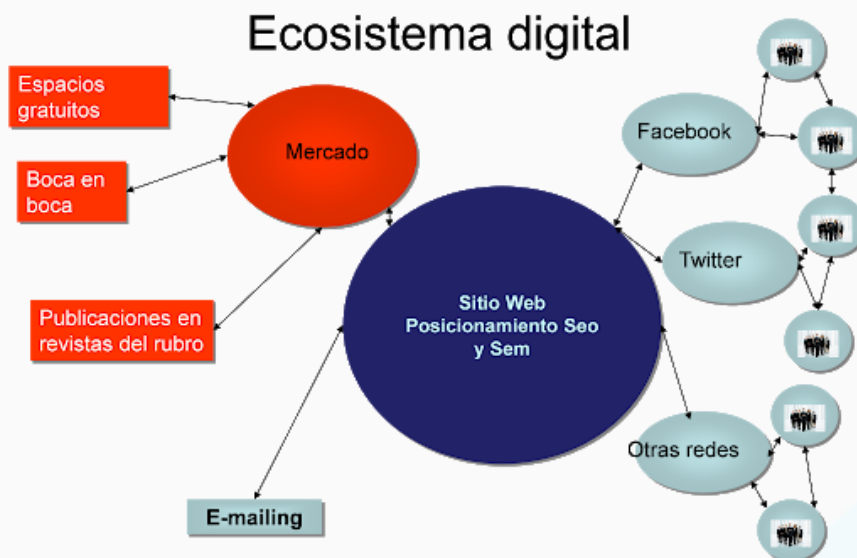 Ecosistema digital
Espacios
gratuitos
Mercado
Boca en
boca
Publicaciones en
revistas del rubro
Sitio Web
Posicionamiento Seo
y Sem
E-mailing
Facebook
Twitter
Otras redes